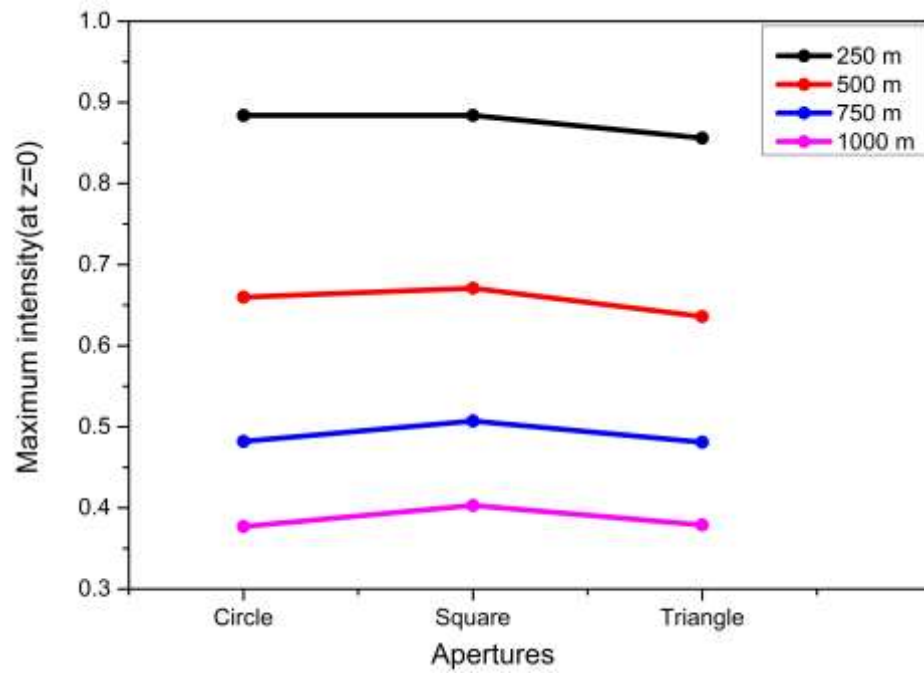 1.0
0.9
0.8
0.7
0.6
0.5
0.4
0.3
Maximum intensity(at z=0)
250 m
500 m
750 m
1000 m
Circle
Square
Triangle
Apertures